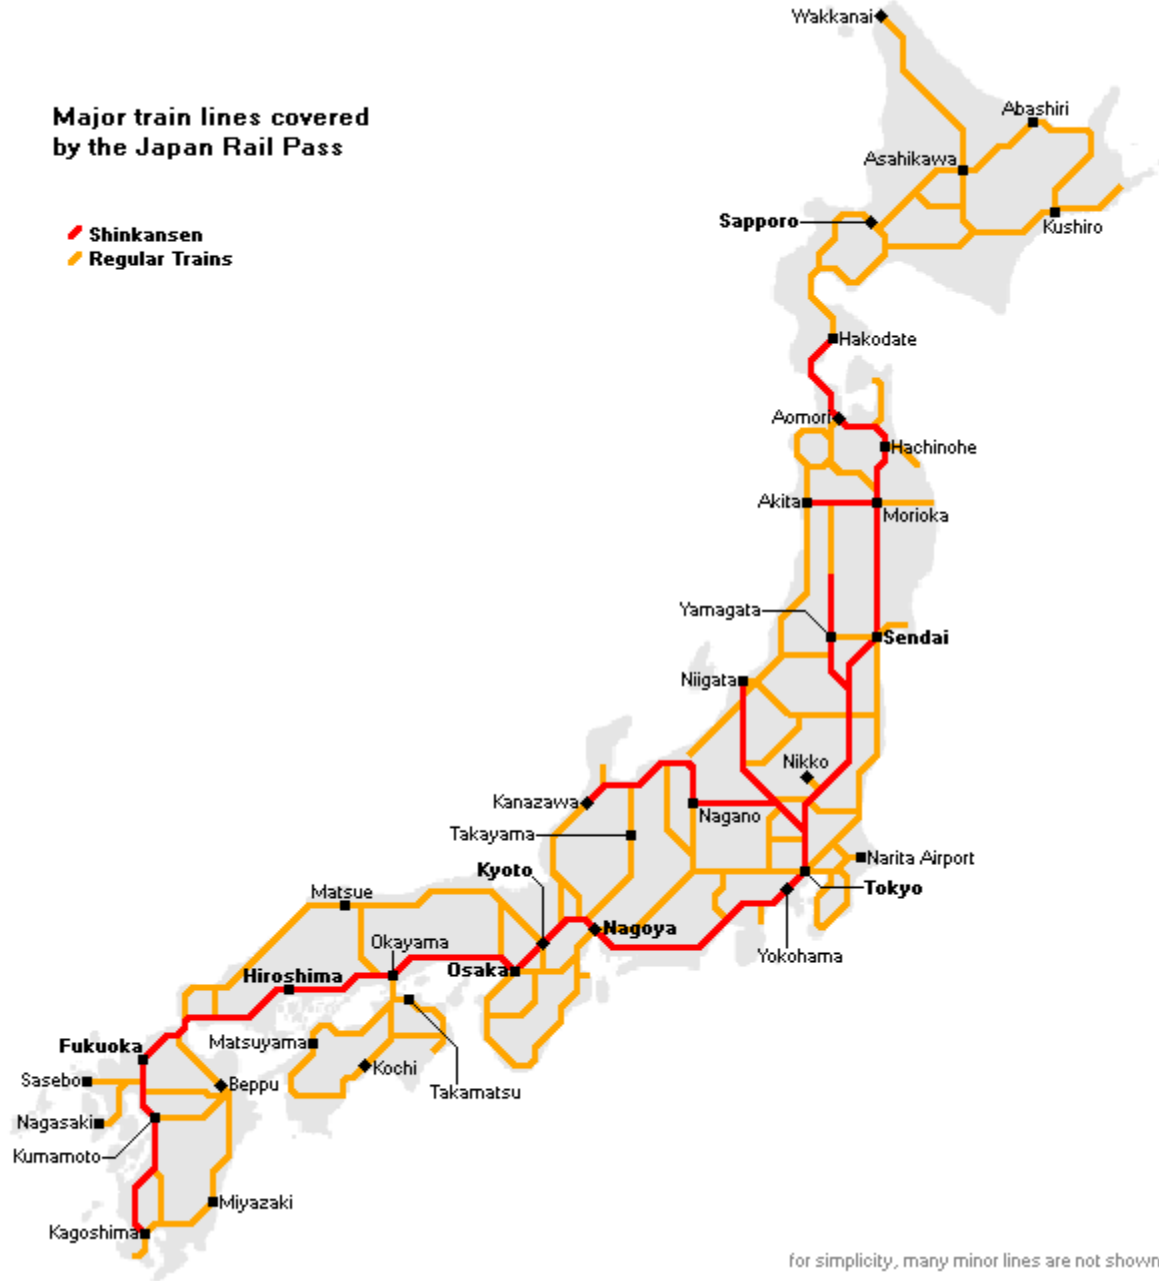 Wakkanai
Major train lines covered
by the Japan Rail Pass
Abashiri
Asahikawa
Shinkansen
Regular Trains
Sapporo
Kushiro
Hakodate
Aomori
Hachinohe
Akita
Morioka
Yamagata
Sendai
Niigata
Nikko
Kanazawa
Nagano
Takayama
Narita Airport
Kyoto
Tokyo
Matsue
Nagoya
Okayama
Yokohama
Osaka
Hiroshima
Fukuoka
Matsuyama
Kochi
Sasebo
Beppu
Takamatsu
Nagasaki
Kumamoto
Miyazaki
Kagoshima
for simplicity, many minor lines are not shown